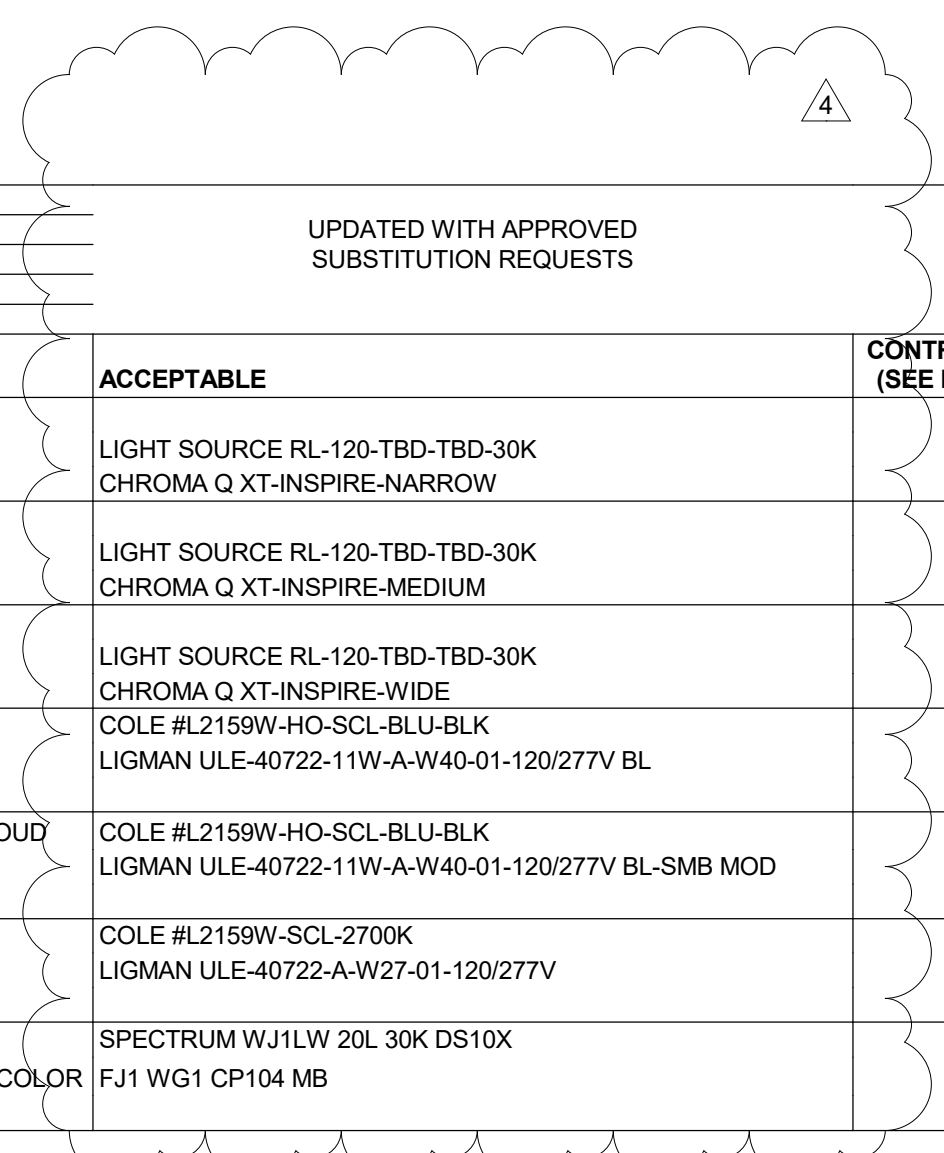 4
UPDATED WITH APPROVED
SUBSTITUTION REQUESTS
ACCEPTABLE
CONTR
(SEE
LIGHT SOURCE RL-120-TBD-TBD-30K
CHROMA Q XT-INSPIRE-NARROW
LIGHT SOURCE RL-120-TBD-TBD-30K
CHROMA Q XT-INSPIRE-MEDIUM
LIGHT SOURCE RL-120-TBD-TBD-30K
CHROMA Q XT-INSPIRE-WIDE
COLE #L2159W-HO-SCL-BLU-BLK
LIGMAN ULE-40722-11W-A-W40-01-120/277V BL
OUD COLE #L2159W-HO-SCL-BLU-BLK
LIGMAN ULE-40722-11W-A-W40-01-120/277V BL-SMB MOD
COLE #L2159W-SCL-2700K
LIGMAN ULE-40722-A-W27-01-120/277V
SPECTRUM WJ1LW 20L 30K DS10X
COLOR FJ1 WG1 CP104 MB